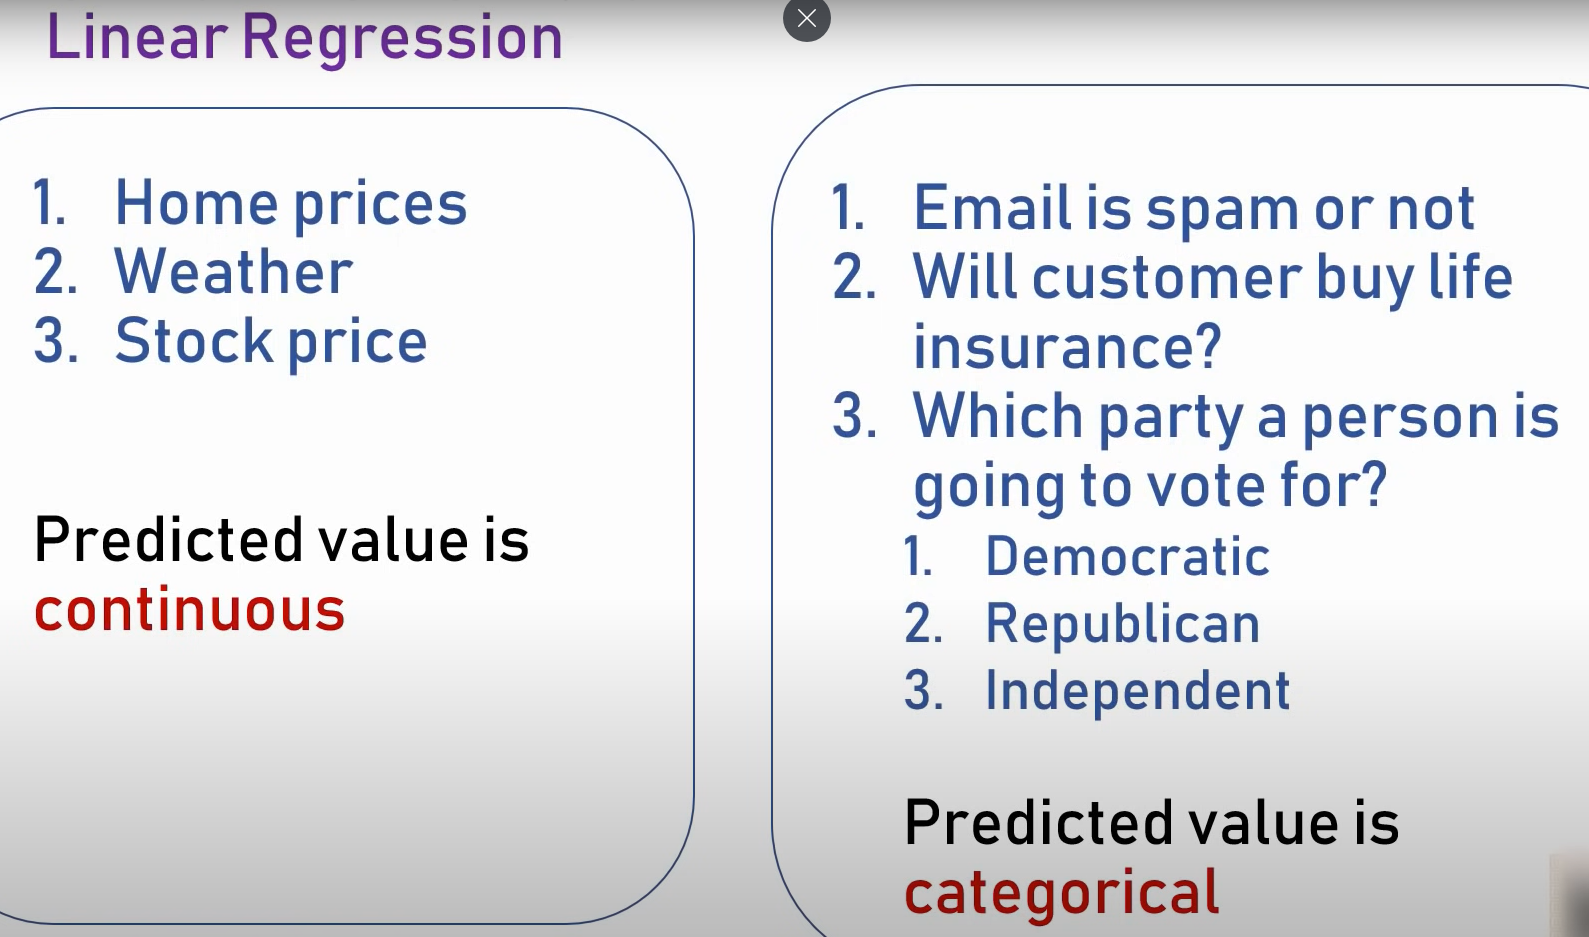 Linear Regression
1. Home prices
2. Weather
3. Stock price
Predicted value is
continuous
1. Email is spam or not
2. Will customer buy life
insurance?
3. Which party a person is
going to vote for?
1. Democratic
2. Republican
3. Independent
Predicted value is
categorical